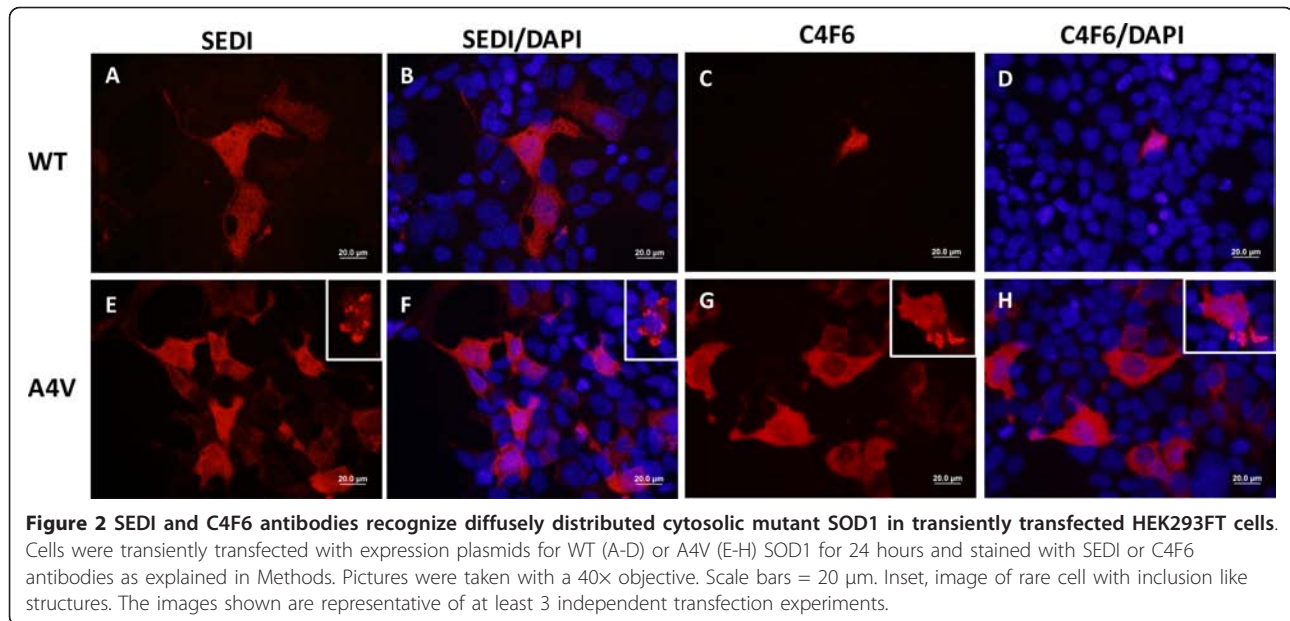 SEDI SEDI/DAPI C4F6 C4F6/DAPI
WT
A B C D
20.0 µm 20.0 µm 20.0 µm 20.0 µm
A4V
E F G H
20.0 µm 20.0 µm 20.0 µm 20.0 µm
Figure 2 SEDI and C4F6 antibodies recognize diffusely distributed cytosolic mutant SOD1 in transiently transfected HEK293FT cells.
Cells were transiently transfected with expression plasmids for WT (A-D) or A4V (E-H) SOD1 for 24 hours and stained with SEDI or C4F6
antibodies as explained in Methods. Pictures were taken with a 40× objective. Scale bars = 20 μm. Inset, image of rare cell with inclusion like
structures. The images shown are representative of at least 3 independent transfection experiments.